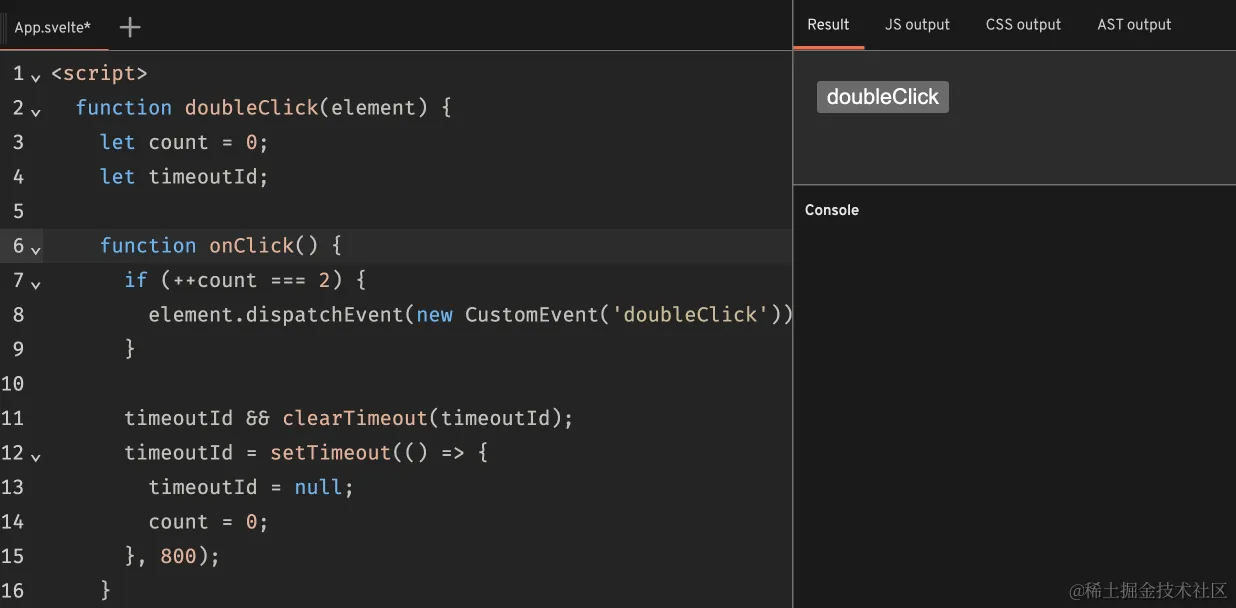 App.svelte*
Result JS output CSS output AST output
1 <script>
2 function doubleClick(element) {
3 let count = 0;
4 let timeoutId;
5
6 function onClick() {
7 if (++count === 2) {
8 element.dispatchEvent(new CustomEvent('doubleClick'))
9 }
10
11 timeoutId && clearTimeout(timeoutId);
12 timeoutId = setTimeout(() => {
13 timeoutId = null;
14 count = 0;
15 }, 800);
16 }
doubleClick
Console
@稀土掘金技术社区